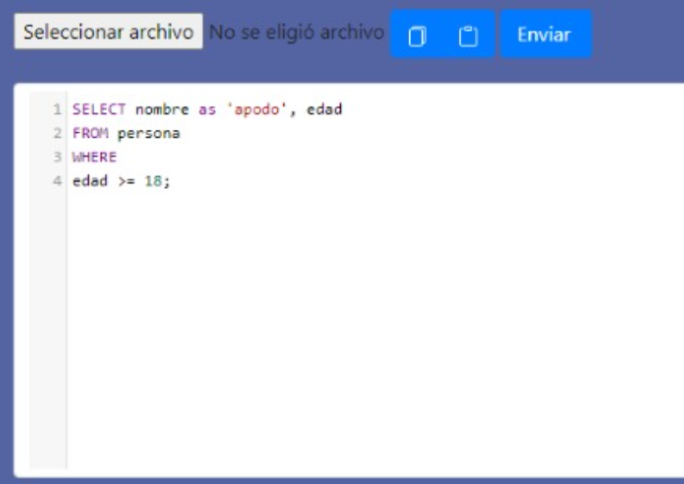 Seleccionar archivo No se eligió archivo Enviar
1 SELECT nombre as 'apodo', edad
2 FROM persona
3 WHERE
4 edad >= 18;